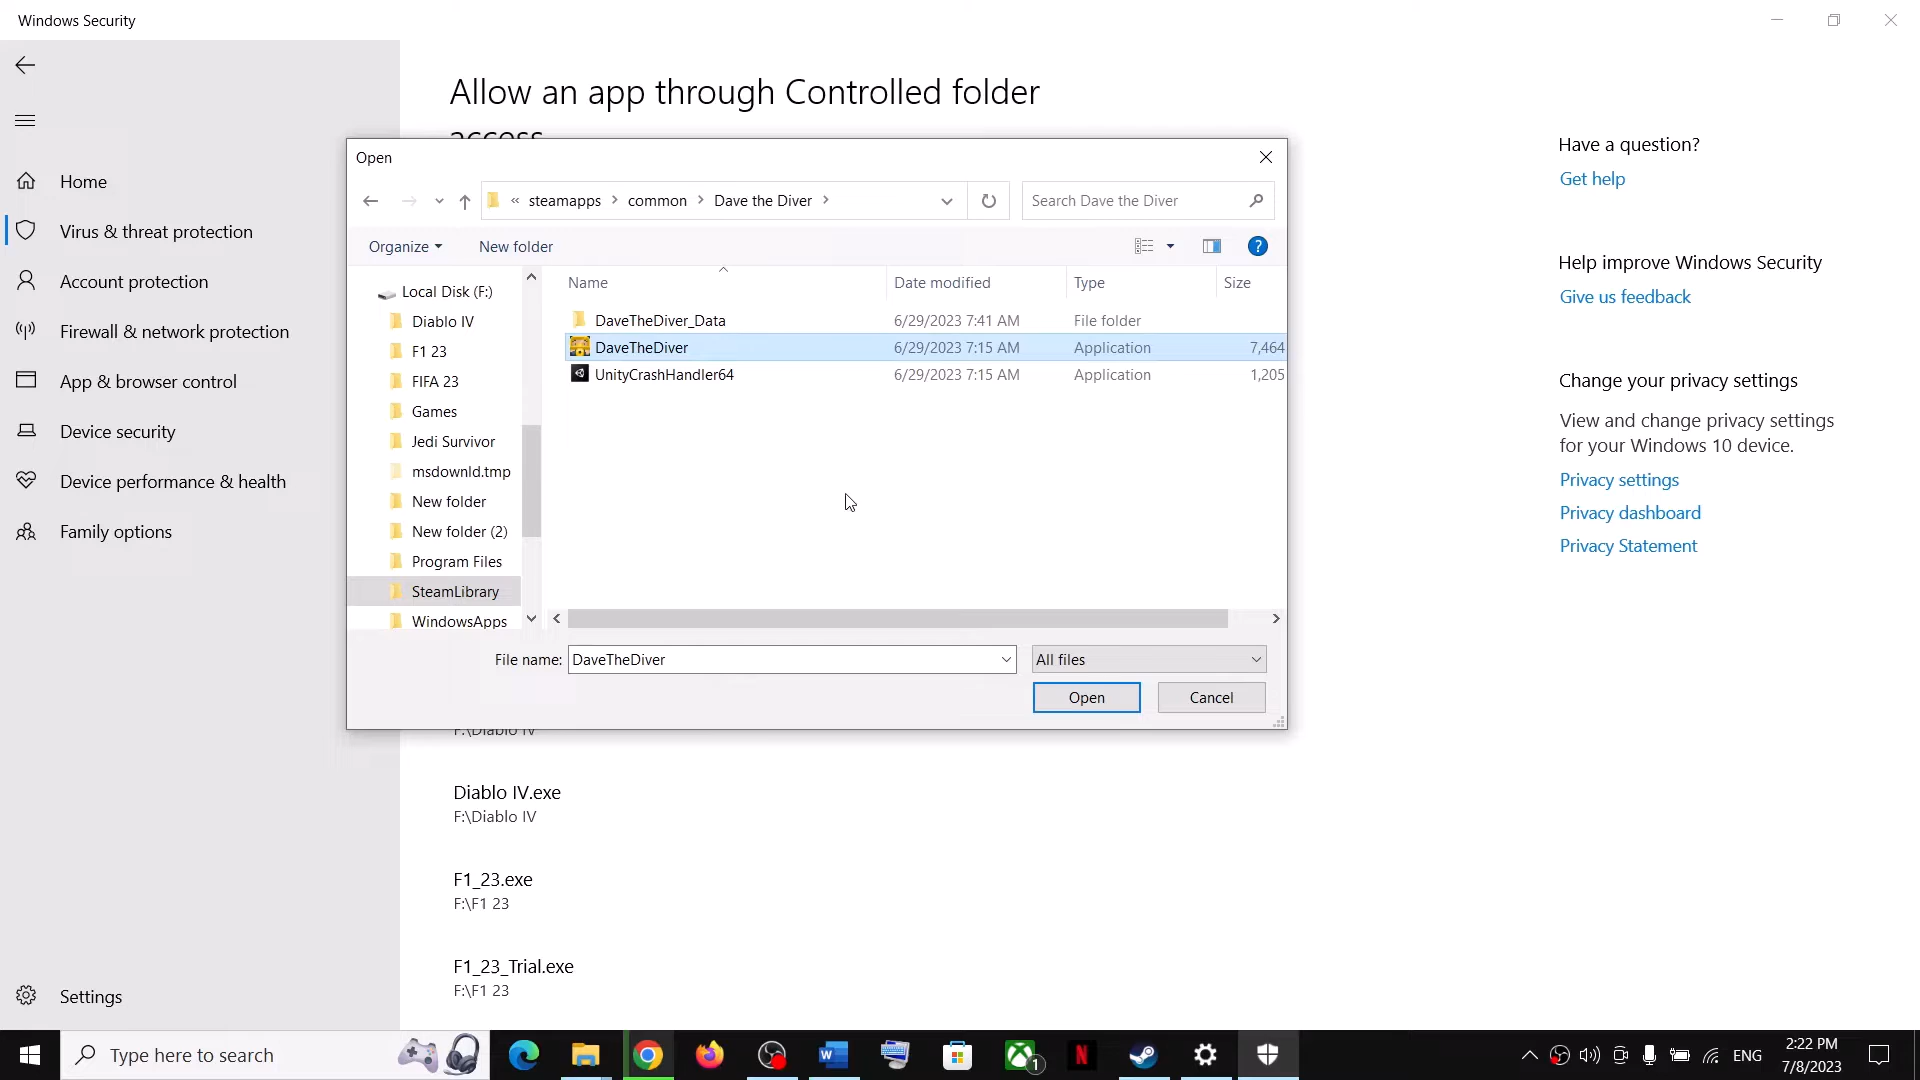 Windows Security
Allow an app through Controlled folder
access
Home
Virus & threat protection
Account protection
Firewall & network protection
App & browser control
Device security
Device performance & health
Family options
Settings
Open
« steamapps > common > Dave the Diver >
Search Dave the Diver
Organize
New folder
?
Local Disk (F:)
Diablo IV
F1 23
FIFA 23
Games
Jedi Survivor
msdownld.tmp
New folder
New folder (2)
Program Files
SteamLibrary
WindowsApps
Name Date modified Type Size
DaveTheDiver_Data 6/29/2023 7:41 AM File folder
DaveTheDiver 6/29/2023 7:15 AM Application 7,464
UnityCrashHandler64 6/29/2023 7:15 AM Application 1,205
File name: DaveTheDiver
All files
Open
Cancel
F:\Diablo IV
Diablo IV.exe
F:\Diablo IV
F1_23.exe
F:\F1 23
F1_23_Trial.exe
F:\F1 23
Have a question?
Get help
Help improve Windows Security
Give us feedback
Change your privacy settings
View and change privacy settings
for your Windows 10 device.
Privacy settings
Privacy dashboard
Privacy Statement
Type here to search
1
ENG
2:22 PM
7/8/2023